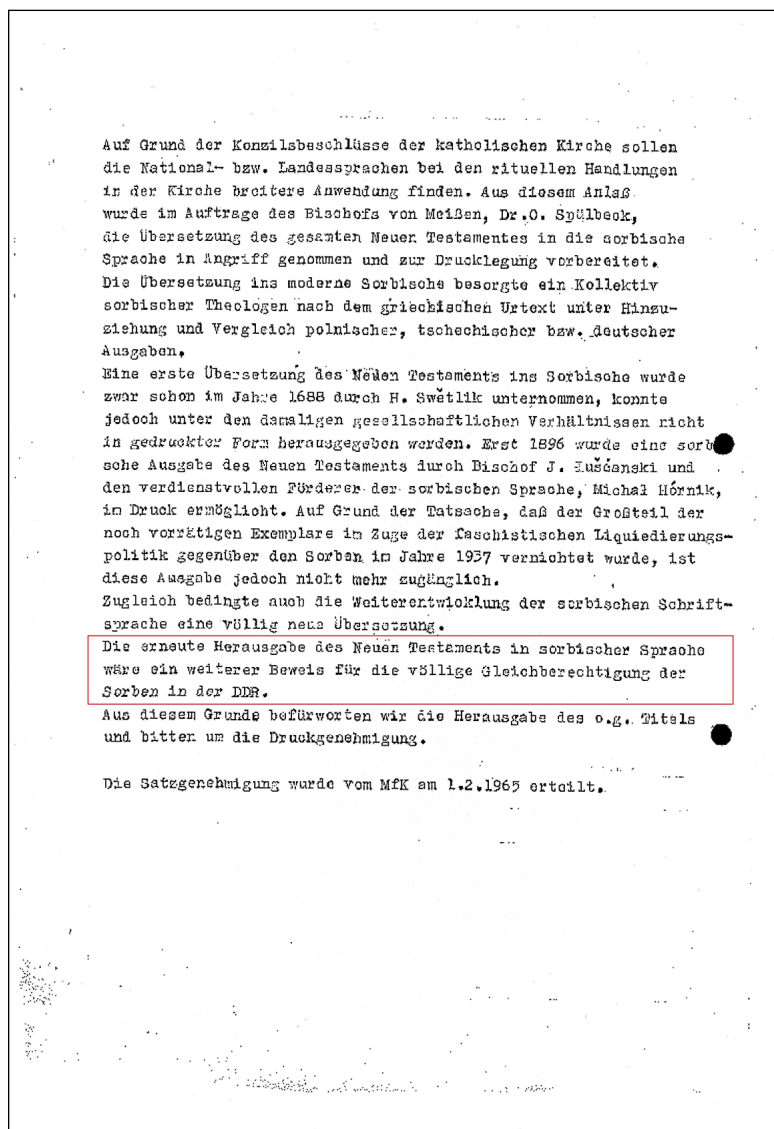 Auf Grund der Konzilsbeschlüsse der katholischen Kirche sollen
die National- bzw. Landessprachen bei den rituellen Handlungen
in der Kirche breitere Anwendung finden. Aus diesem Anlaß
wurde im Auftrage des Bischofs von Meißen, Dr.O. Spülbeck,
die Übersetzung des gesamten Neuen Testamentes in die sorbische
Sprache in Angriff genommen und zur Drucklegung vorbereitet.
Die Übersetzung ins moderne Sorbische besorgte ein Kollektiv
sorbischer Theologen nach dem griechischen Urtext unter Hinzu-
ziehung und Vergleich polnischer, tschechischer bzw. deutscher
Ausgaben.
Eine erste Übersetzung des Neuen Testaments ins Sorbische wurde
zwar schon im Jahre 1688 durch H. Swětlik unternommen, konnte
jedoch unter den damaligen gesellschaftlichen Verhältnissen nicht
in gedruckter Form herausgegeben werden. Erst 1896 wurde eine sorbi
sche Ausgabe des Neuen Testaments durch Bischof J. Łuščanski und
den verdienstvollen Förderer der sorbischen Sprache, Michał Hórnik,
im Druck ermöglicht. Auf Grund der Tatsache, daß der Großteil der
noch vorrätigen Exemplare im Zuge der faschistischen Liquiedierungs-
politik gegenüber den Sorben im Jahre 1937 vernichtet wurde, ist
diese Ausgabe jedoch nicht mehr zugänglich.
Zugleich bedingte auch die Weiterentwicklung der sorbischen Schrift-
sprache eine völlig neue Übersetzung.
Die erneute Herausgabe des Neuen Testaments in sorbischer Sprache
wäre ein weiterer Beweis für die völlige Gleichberechtigung der
Sorben in der DDR.
Aus diesem Grunde befürworten wir die Herausgabe des o.g. Titels
und bitten um die Druckgenehmigung.
Die Satzgenehmigung wurde vom MfK am 1.2.1965 erteilt.